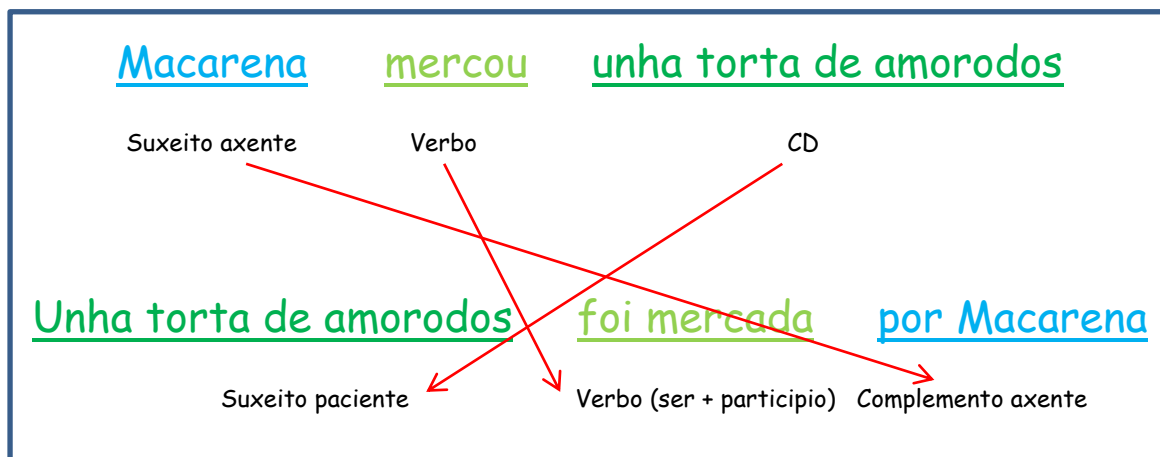 Macarena mercou unha torta de amorodos
Suxeito axente Verbo CD
Unha torta de amorodos foi mercada por Macarena
Suxeito paciente Verbo (ser + participio) Complemento axente